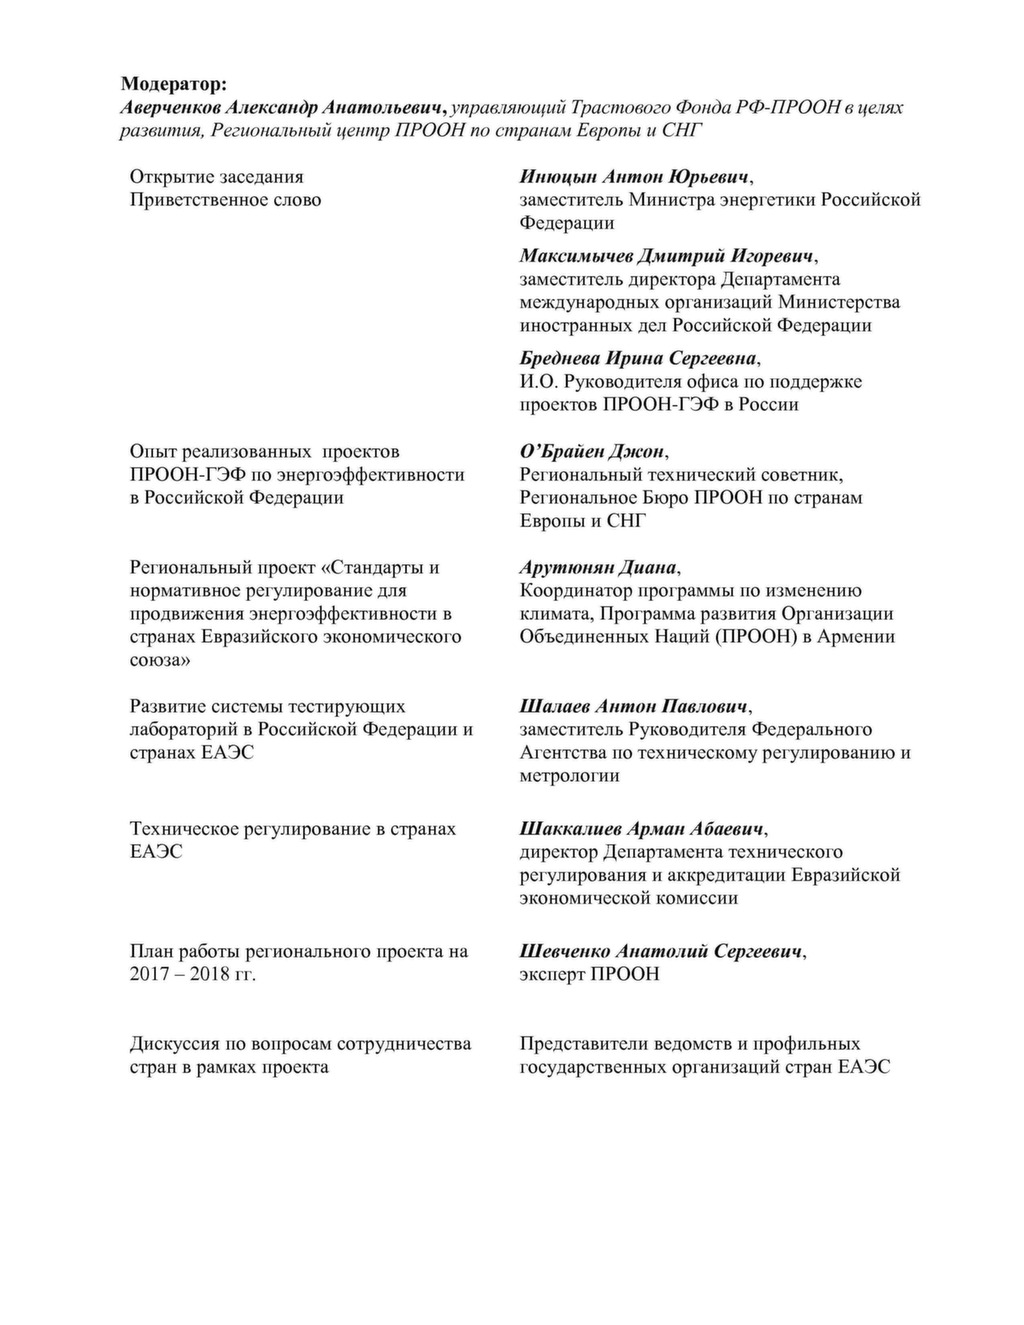 Модератор:
Аверченков Александр Анатольевич, управляющий Трастового Фонда РФ-ПРООН в целях
развития, Региональный центр ПРООН по странам Европы и СНГ
Открытие заседания
Приветственное слово
Инюцын Антон Юрьевич,
заместитель Министра энергетики Российской
Федерации
Максимычев Дмитрий Игоревич,
заместитель директора Департамента
международных организаций Министерства
иностранных дел Российской Федерации
Бреднева Ирина Сергеевна,
И.О. Руководителя офиса по поддержке
проектов ПРООН-ГЭФ в России
Опыт реализованных проектов
ПРООН-ГЭФ по энергоэффективности
в Российской Федерации
О’Брайен Джон,
Региональный технический советник,
Региональное Бюро ПРООН по странам
Европы и СНГ
Региональный проект «Стандарты и
нормативное регулирование для
продвижения энергоэффективности в
странах Евразийского экономического
союза»
Арутюнян Диана,
Координатор программы по изменению
климата, Программа развития Организации
Объединенных Наций (ПРООН) в Армении
Развитие системы тестирующих
лабораторий в Российской Федерации и
странах ЕАЭС
Шалаев Антон Павлович,
заместитель Руководителя Федерального
Агентства по техническому регулированию и
метрологии
Техническое регулирование в странах
ЕАЭС
Шаккалиев Арман Абаевич,
директор Департамента технического
регулирования и аккредитации Евразийской
экономической комиссии
План работы регионального проекта на
2017 – 2018 гг.
Шевченко Анатолий Сергеевич,
эксперт ПРООН
Дискуссия по вопросам сотрудничества
стран в рамках проекта
Представители ведомств и профильных
государственных организаций стран ЕАЭС